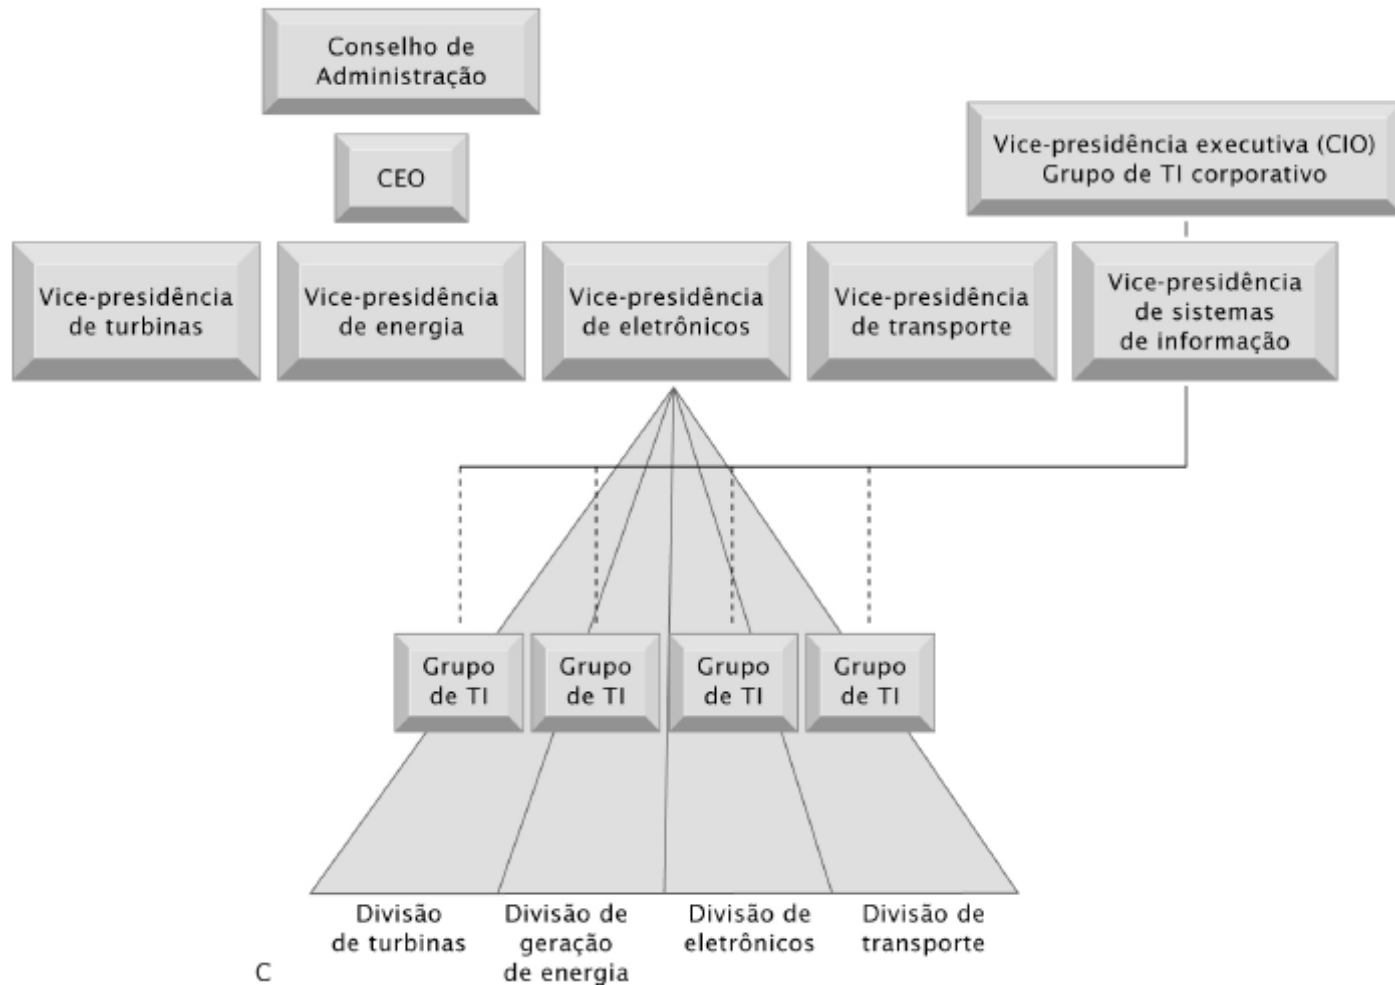 Conselho de
Administração
CEO
Vice-presidência executiva (CIO)
Grupo de TI corporativo
Vice-presidência
de turbinas
Vice-presidência
de energia
Vice-presidência
de eletrônicos
Vice-presidência
de transporte
Vice-presidência
de sistemas
de informação
Grupo
de TI
Grupo
de TI
Grupo
de TI
Grupo
de TI
Divisão
de turbinas
Divisão de
geração
de energia
Divisão de
eletrônicos
Divisão de
transporte
C